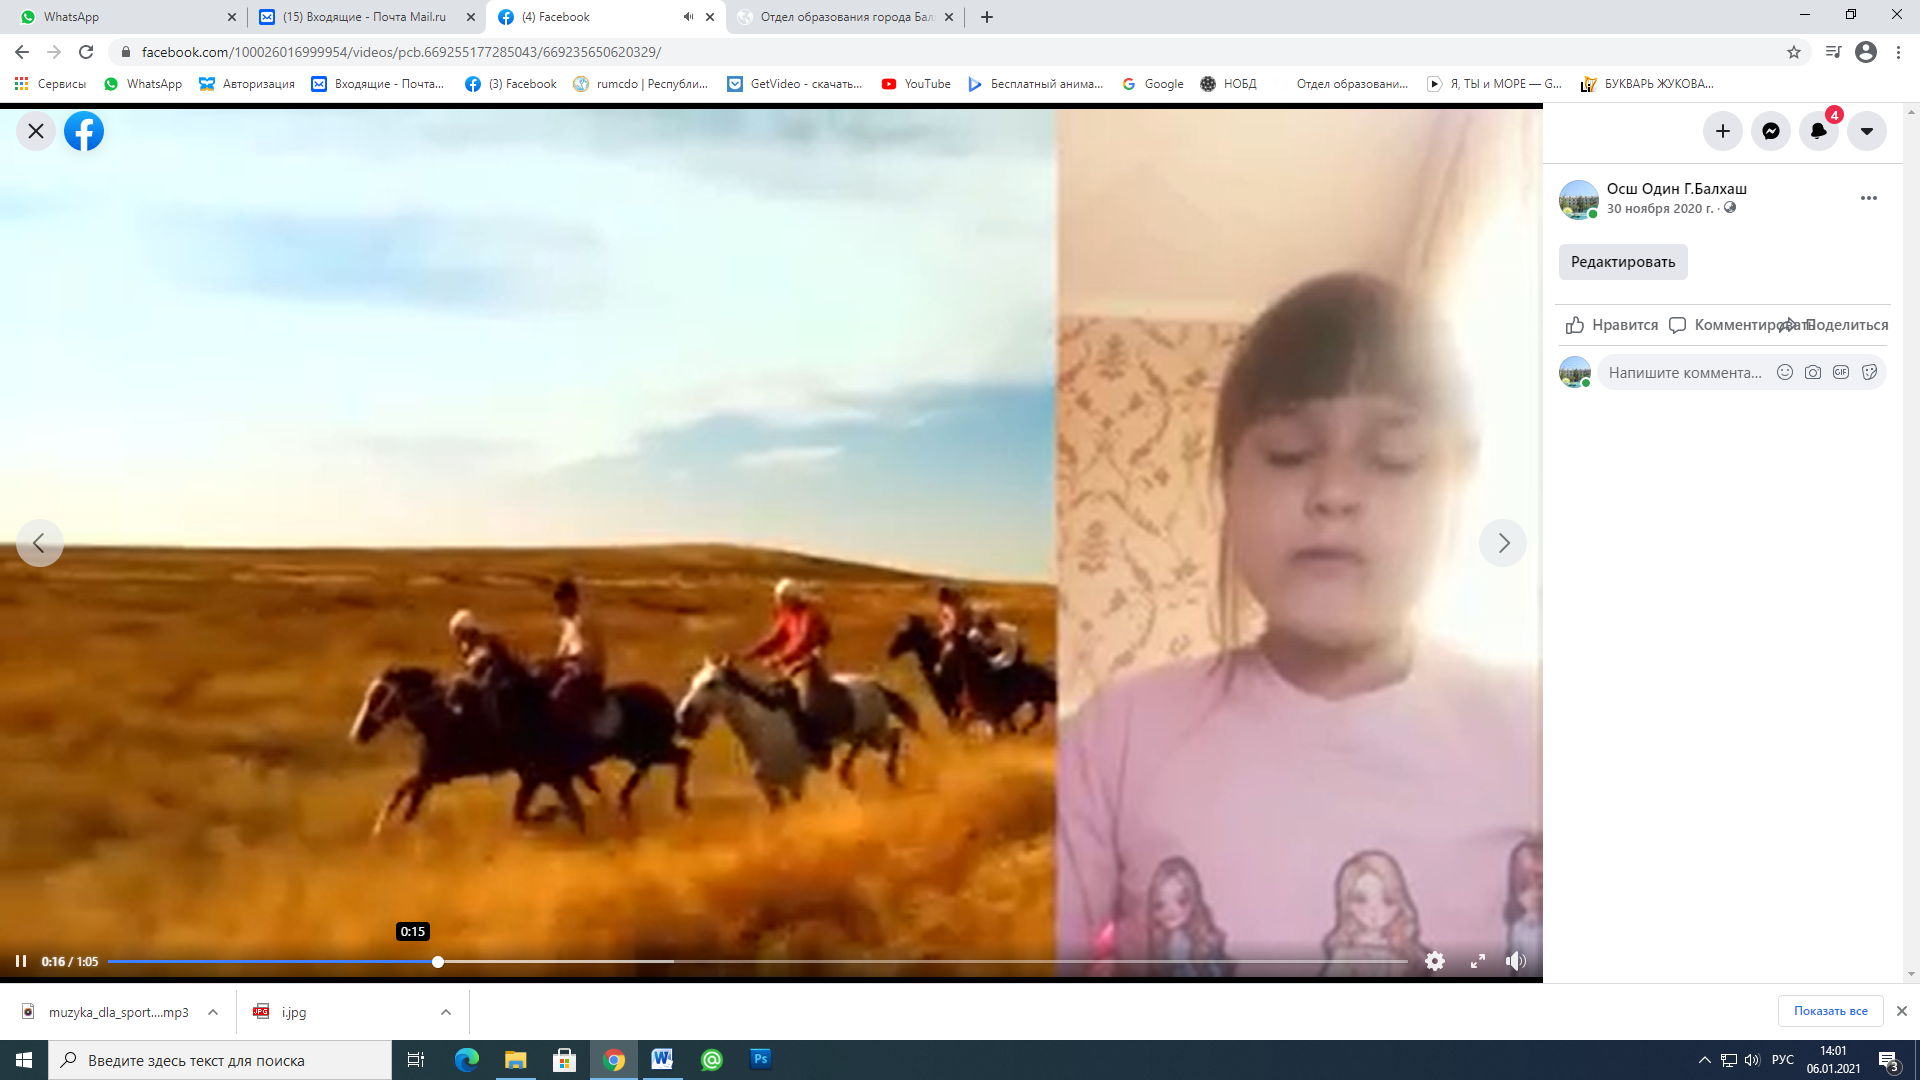 WhatsApp
(15) Входящие - Почта Mail.ru
(4) Facebook
Отдел образования города Бал
facebook.com/100026016999954/videos/pcb.669255177285043/669235650620329/
Сервисы
WhatsApp
Авторизация
Входящие - Почта...
(3) Facebook
rumcdo | Республи...
GetVideo - скачать...
YouTube
Бесплатный анима...
Google
НОБД
Отдел образовани...
Я, ТЫ и МОРЕ — G...
БУКВАРЬ ЖУКОВА...
4
Осш Один Г.Балхаш
30 ноября 2020 г. ·
Редактировать
Нравится
Комментировать
Поделиться
Напишите коммента...
GIF
0:15
0:16 / 1:05
muzyka_dla_sport....mp3
JPG
i.jpg
Показать все
Введите здесь текст для поиска
Ps
РУС
14:01
06.01.2021
3